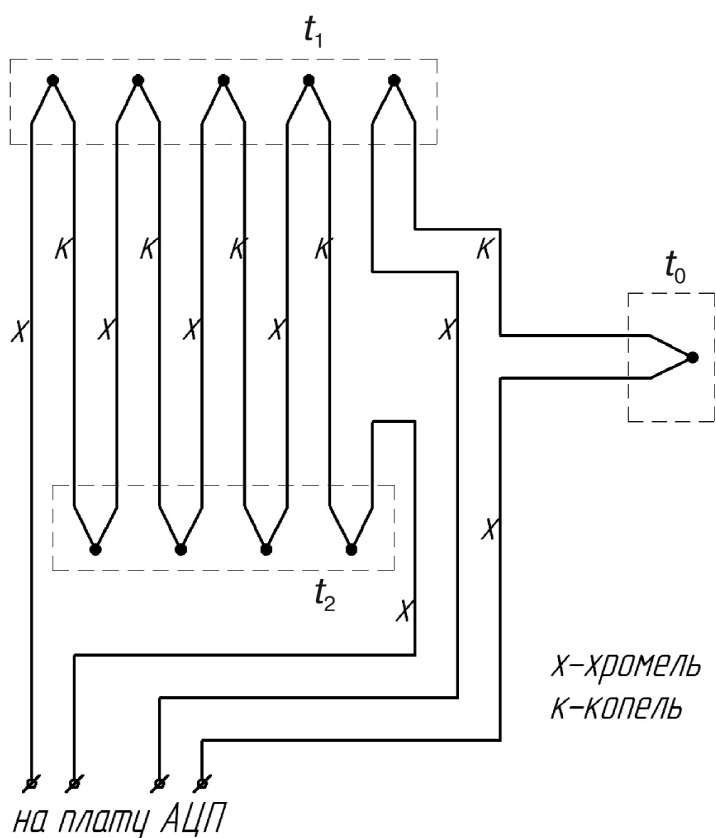 t₁
К К К К К
t₀
Х Х Х Х Х
Х
t₂
Х
Х–хромель
К–копель
на плату АЦП